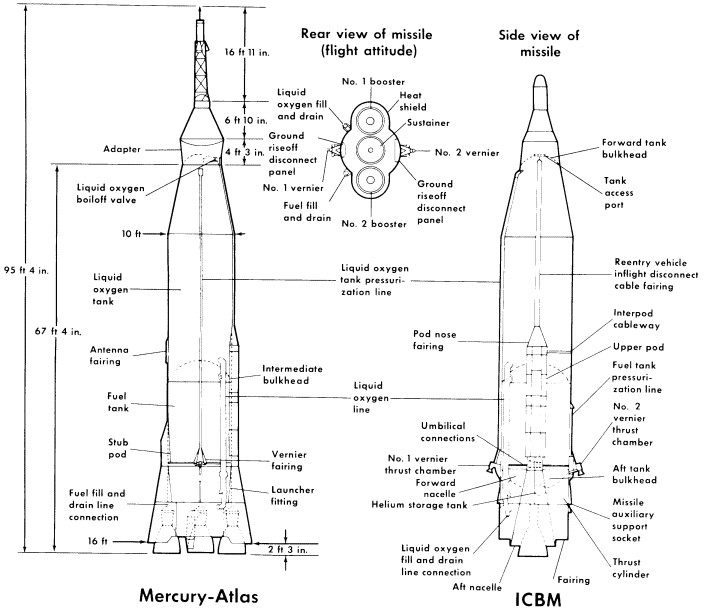 16 ft 11 in.
6 ft 10 in.
Adapter
4 ft 3 in.
Liquid oxygen
boiloff valve
10 ft
95 ft 4 in.
Liquid
oxygen
tank
67 ft 4 in.
Antenna
fairing
Intermediate
bulkhead
Fuel
tank
Stub
pod
Vernier
fairing
Fuel fill and
drain line
connection
Launcher
fitting
16 ft
2 ft 3 in.
Mercury-Atlas
Rear view of missile
(flight attitude)
No. 1 booster
Liquid
oxygen fill
and drain
Heat
shield
Sustainer
Ground
riseoff
disconnect
panel
No. 2 vernier
No. 1 vernier
Fuel fill
and drain
Ground
riseoff
disconnect
panel
No. 2 booster
Liquid oxygen
tank pressuri-
zation line
Liquid
oxygen
line
Side view of
missile
Forward tank
bulkhead
Tank
access
port
Reentry vehicle
inflight disconnect
cable fairing
Pod nose
fairing
Interpod
cableway
Upper pod
Fuel tank
pressuri-
zation line
No. 2
vernier
thrust
chamber
Umbilical
connections
No. 1 vernier
thrust chamber
Forward
nacelle
Helium storage tank
Aft tank
bulkhead
Missile
auxiliary
support
socket
Liquid oxygen
fill and drain
line connection
Aft nacelle
Fairing
Thrust
cylinder
ICBM